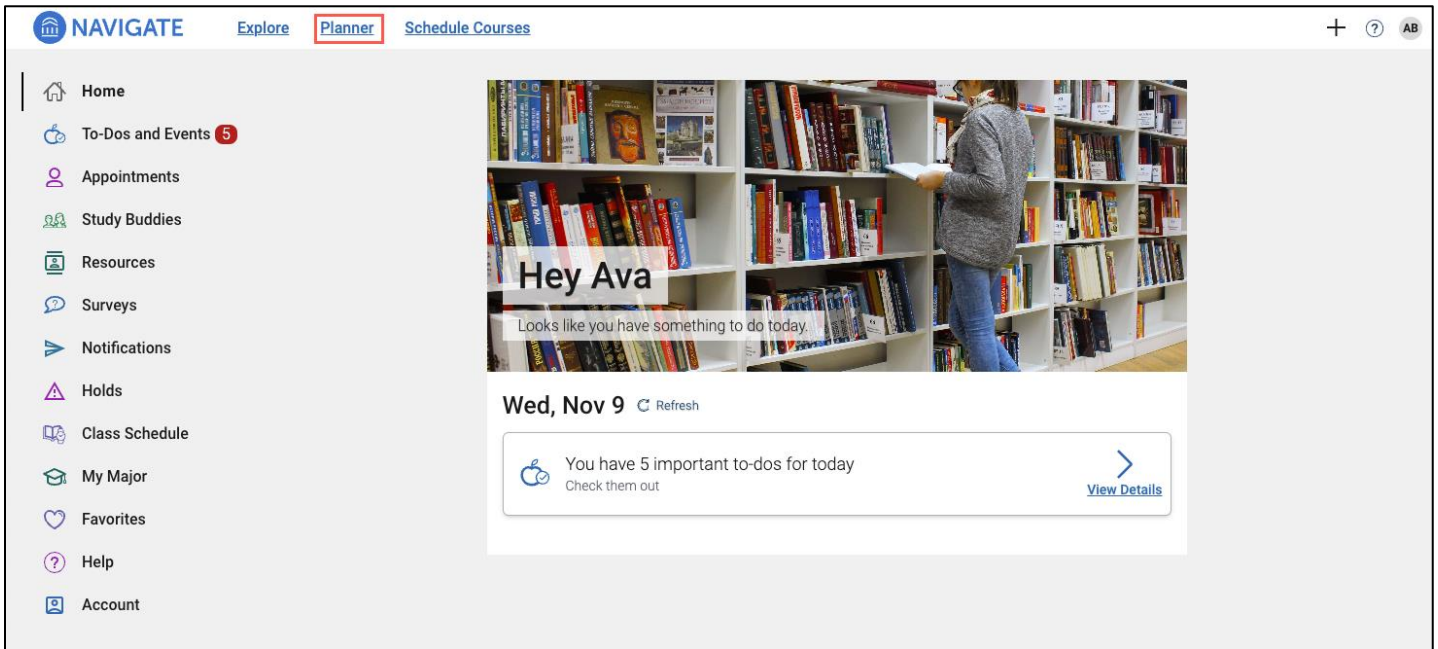 NAVIGATE Explore Planner Schedule Courses AB
Home
To-Dos and Events 5
Appointments
Study Buddies
Resources
Surveys
Notifications
Holds
Class Schedule
My Major
Favorites
Help
Account
Hey Ava
Looks like you have something to do today.
Wed, Nov 9 Refresh
You have 5 important to-dos for today
Check them out
View Details